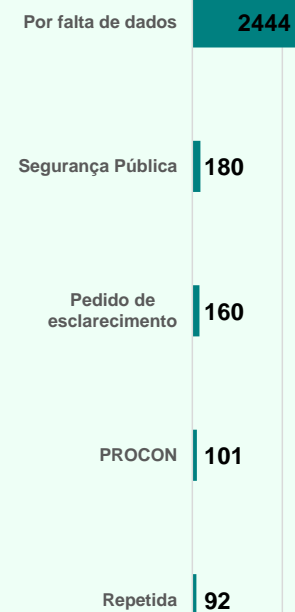 Por falta de dados 2444
Segurança Pública 180
Pedido de
esclarecimento 160
PROCON 101
Repetida 92